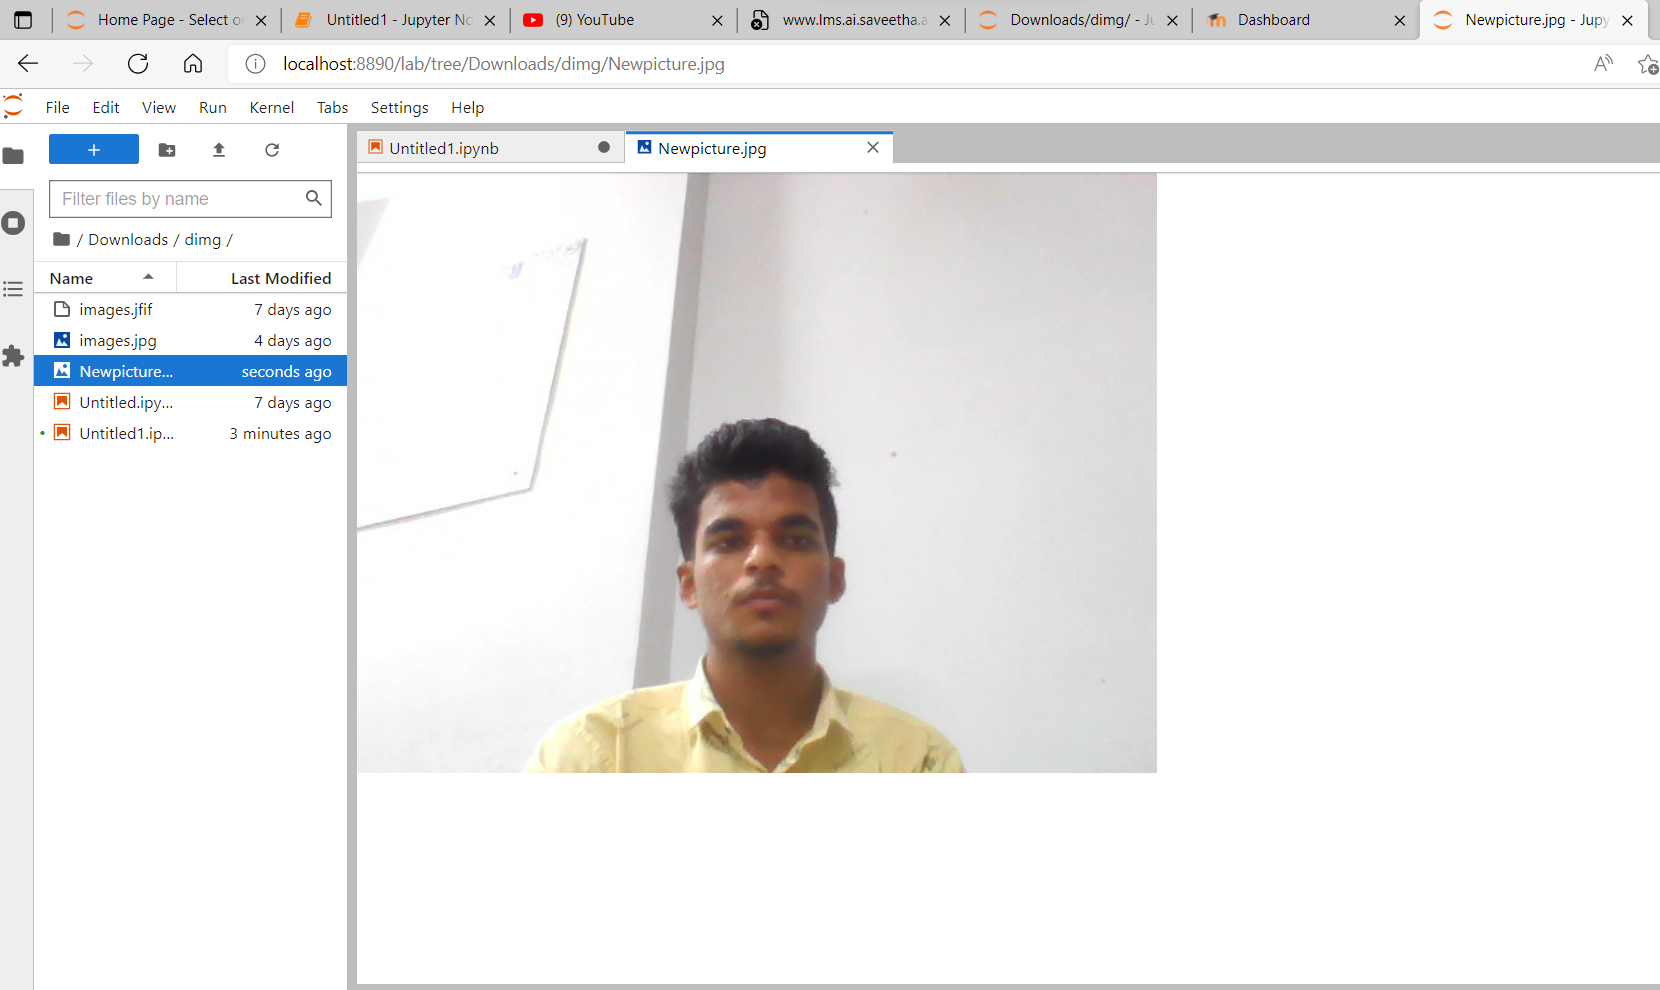 Home Page - Select o
Untitled1 - Jupyter No
(9) YouTube
www.lms.ai.saveetha.a
Downloads/dimg/ - Ju
Dashboard
Newpicture.jpg - Jupy
localhost:8890/lab/tree/Downloads/dimg/Newpicture.jpg
File Edit View Run Kernel Tabs Settings Help
+
Untitled1.ipynb
Newpicture.jpg
Filter files by name
/ Downloads / dimg /
Name Last Modified
images.jfif 7 days ago
images.jpg 4 days ago
Newpicture... seconds ago
Untitled.ipy... 7 days ago
Untitled1.ip... 3 minutes ago